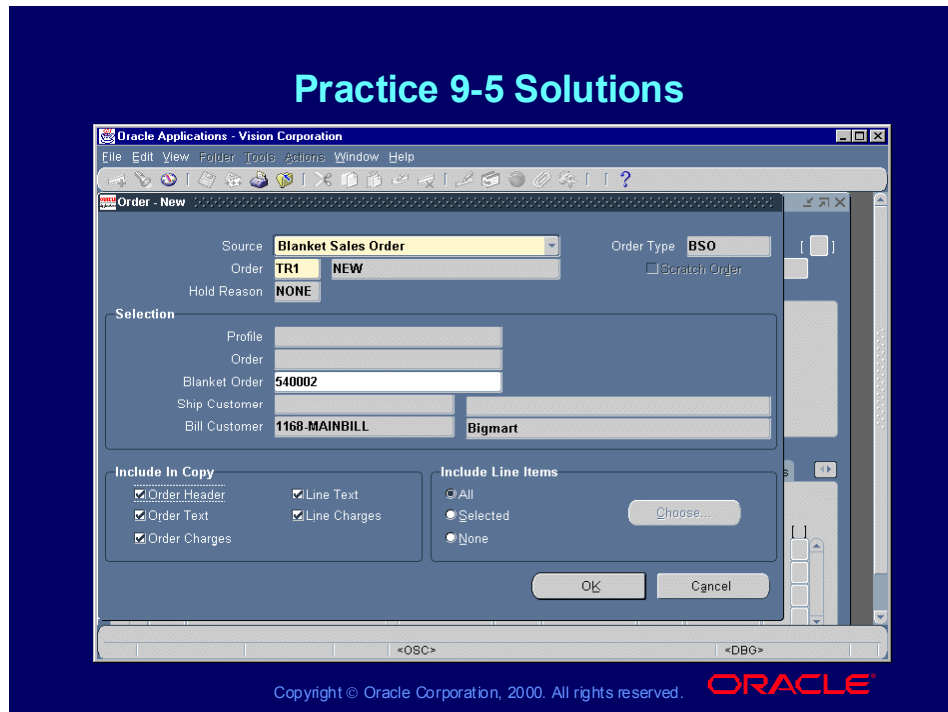 Practice 9-5 Solutions
Oracle Applications - Vision Corporation
File Edit View Folder Tools Actions Window Help
ORACLE Order - New
Source Blanket Sales Order Order Type BSO [ ]
Order TR1 NEW Scratch Order
Hold Reason NONE
Selection
Profile
Order
Blanket Order 540002
Ship Customer
Bill Customer 1168-MAINBILL Bigmart
Include In Copy Include Line Items s
Order Header Line Text All
Order Text Line Charges Selected Choose...
Order Charges None [ ]
OK Cancel
<OSC> <DBG>
Copyright © Oracle Corporation, 2000. All rights reserved. ORACLE®